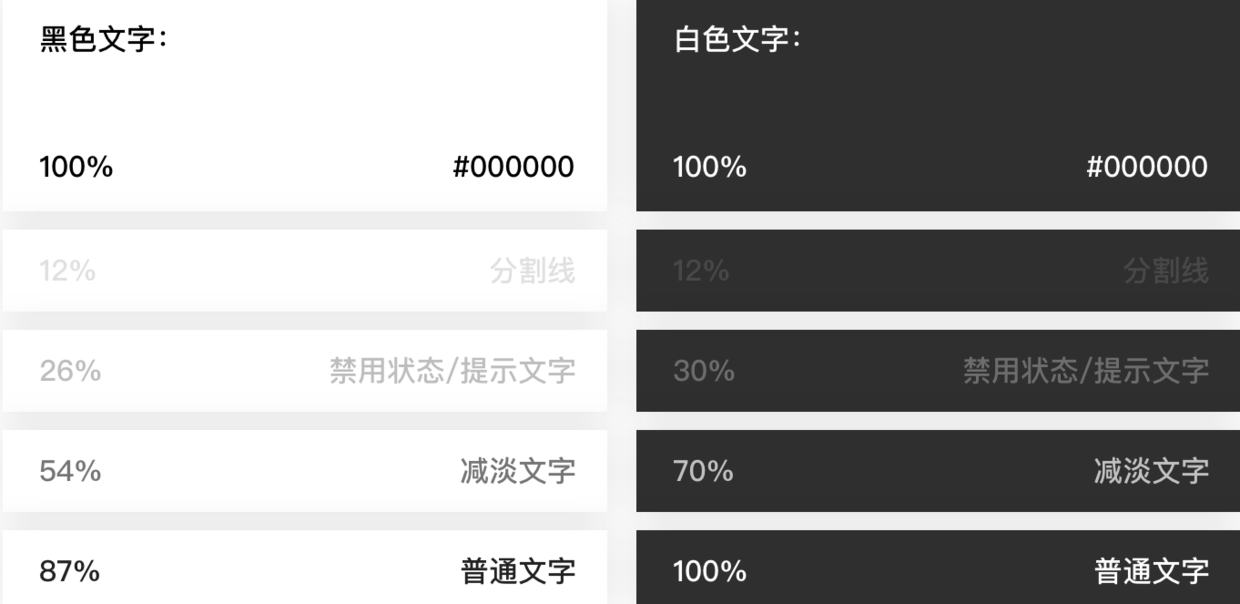 黑色文字：
100% #000000
12% 分割线
26% 禁用状态/提示文字
54% 减淡文字
87% 普通文字
白色文字：
100% #000000
12% 分割线
30% 禁用状态/提示文字
70% 减淡文字
100% 普通文字